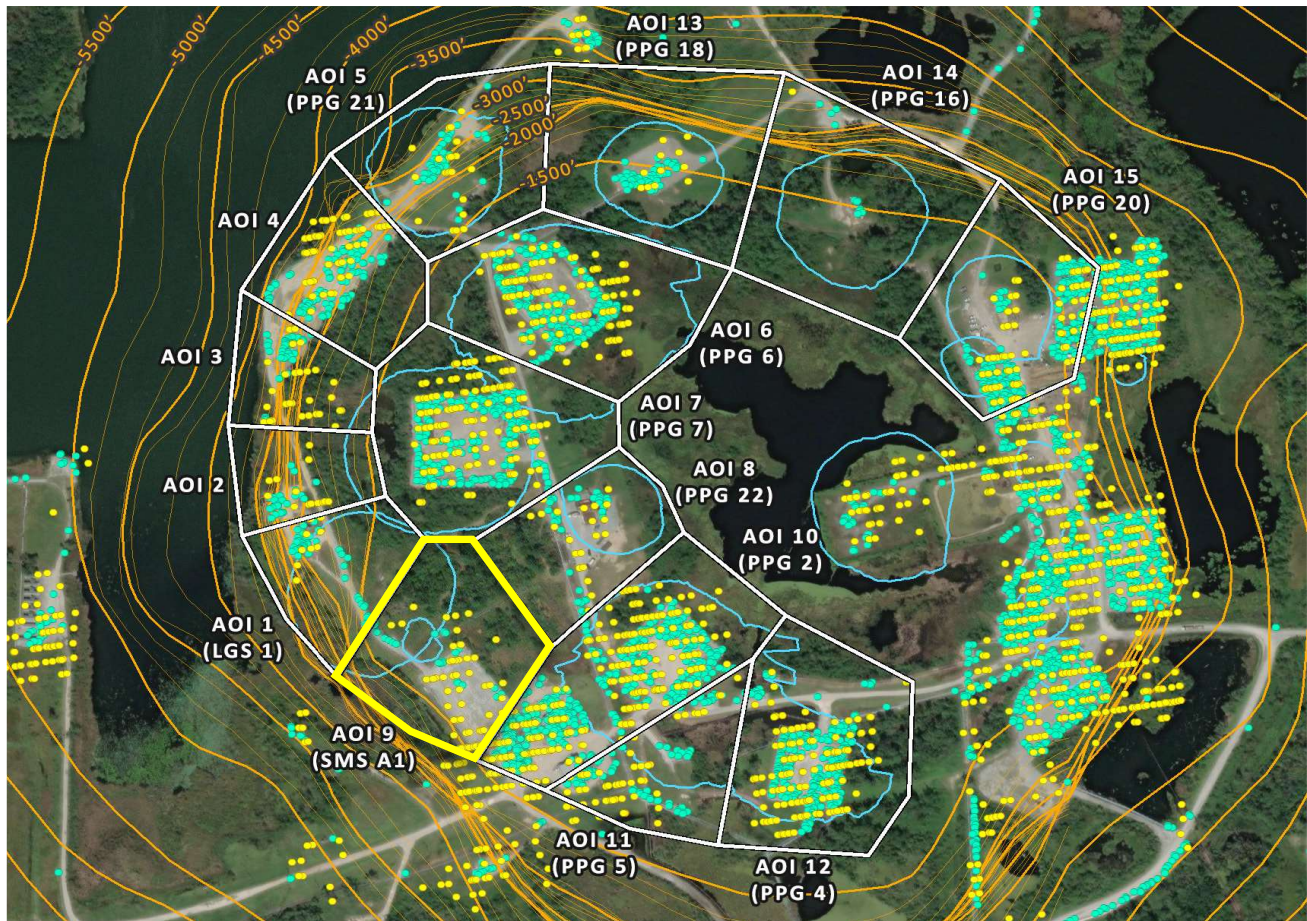 -5500'
-5000'
-4500'
-4000'
-3500'
-3000'
-2500'
-2000'
-1500'
AOI 13
(PPG 18)
AOI 5
(PPG 21)
AOI 14
(PPG 16)
AOI 15
(PPG 20)
AOI 4
AOI 3
AOI 6
(PPG 6)
AOI 7
(PPG 7)
AOI 2
AOI 8
(PPG 22)
AOI 10
(PPG 2)
AOI 1
(LGS 1)
AOI 9
(SMS A1)
AOI 11
(PPG 5)
AOI 12
(PPG 4)